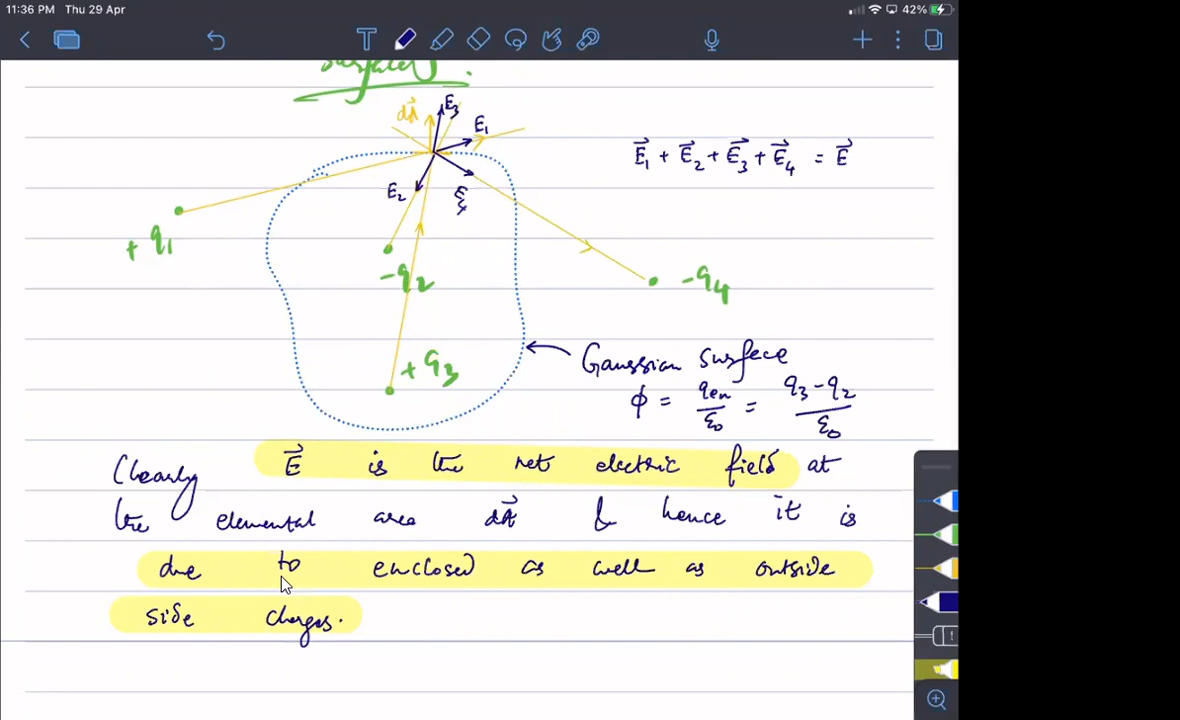 11:36 PM Thu 29 Apr
42%
surface
dA⃗
E₃
E₁
E⃗₁ + E⃗₂ + E⃗₃ + E⃗₄ = E⃗
E₂
E₄
+ q₁
-q₂
-q₄
+ q₃
Gaussian surface
ϕ = qen/ε₀ = q₃-q₂/ε₀
Clearly E⃗ is the net electric field at
the elemental area dA⃗ & hence it is
due to enclosed as well as outside
side charges.